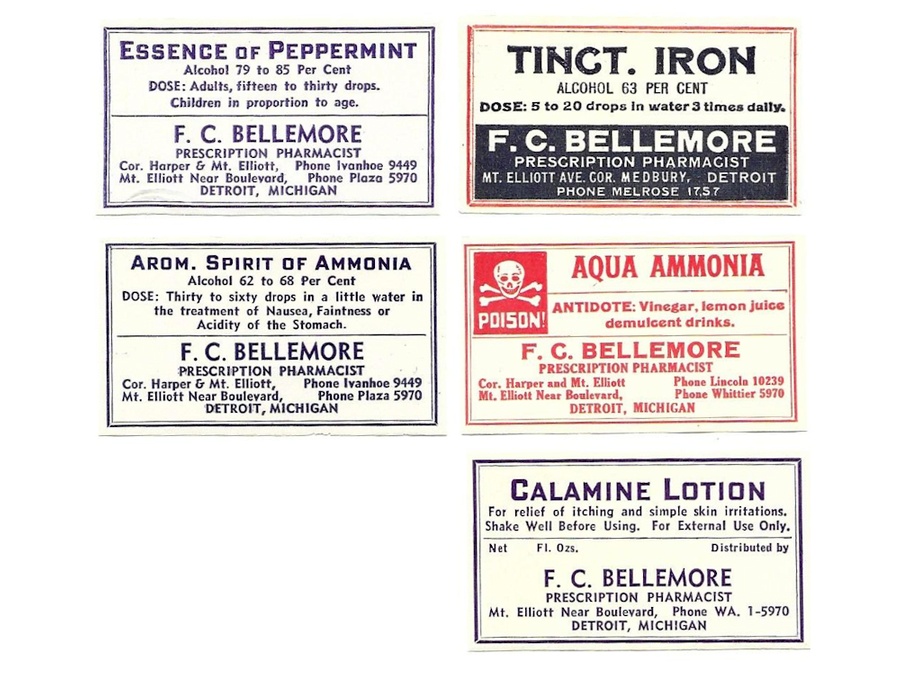 ESSENCE OF PEPPERMINT
Alcohol 79 to 85 Per Cent
DOSE: Adults, fifteen to thirty drops.
Children in proportion to age.
F. C. BELLEMORE
PRESCRIPTION PHARMACIST
Cor. Harper & Mt. Elliott, Phone Ivanhoe 9449
Mt. Elliott Near Boulevard, Phone Plaza 5970
DETROIT, MICHIGAN
TINCT. IRON
ALCOHOL 63 PER CENT
DOSE: 5 to 20 drops in water 3 times daily.
F. C. BELLEMORE
PRESCRIPTION PHARMACIST
MT. ELLIOTT AVE. COR. MEDBURY, DETROIT
PHONE MELROSE 1757
AROM. SPIRIT OF AMMONIA
Alcohol 62 to 68 Per Cent
DOSE: Thirty to sixty drops in a little water in
the treatment of Nausea, Faintness or
Acidity of the Stomach.
F. C. BELLEMORE
PRESCRIPTION PHARMACIST
Cor. Harper & Mt. Elliott, Phone Ivanhoe 9449
Mt. Elliott Near Boulevard, Phone Plaza 5970
DETROIT, MICHIGAN
POISON!
AQUA AMMONIA
ANTIDOTE: Vinegar, lemon juice
demulcent drinks.
F. C. BELLEMORE
PRESCRIPTION PHARMACIST
Cor. Harper and Mt. Elliott Phone Lincoln 10239
Mt. Elliott Near Boulevard, Phone Whittier 5970
DETROIT, MICHIGAN
CALAMINE LOTION
For relief of itching and simple skin irritations.
Shake Well Before Using. For External Use Only.
Net Fl. Ozs. Distributed by
F. C. BELLEMORE
PRESCRIPTION PHARMACIST
Mt. Elliott Near Boulevard, Phone WA. 1-5970
DETROIT, MICHIGAN